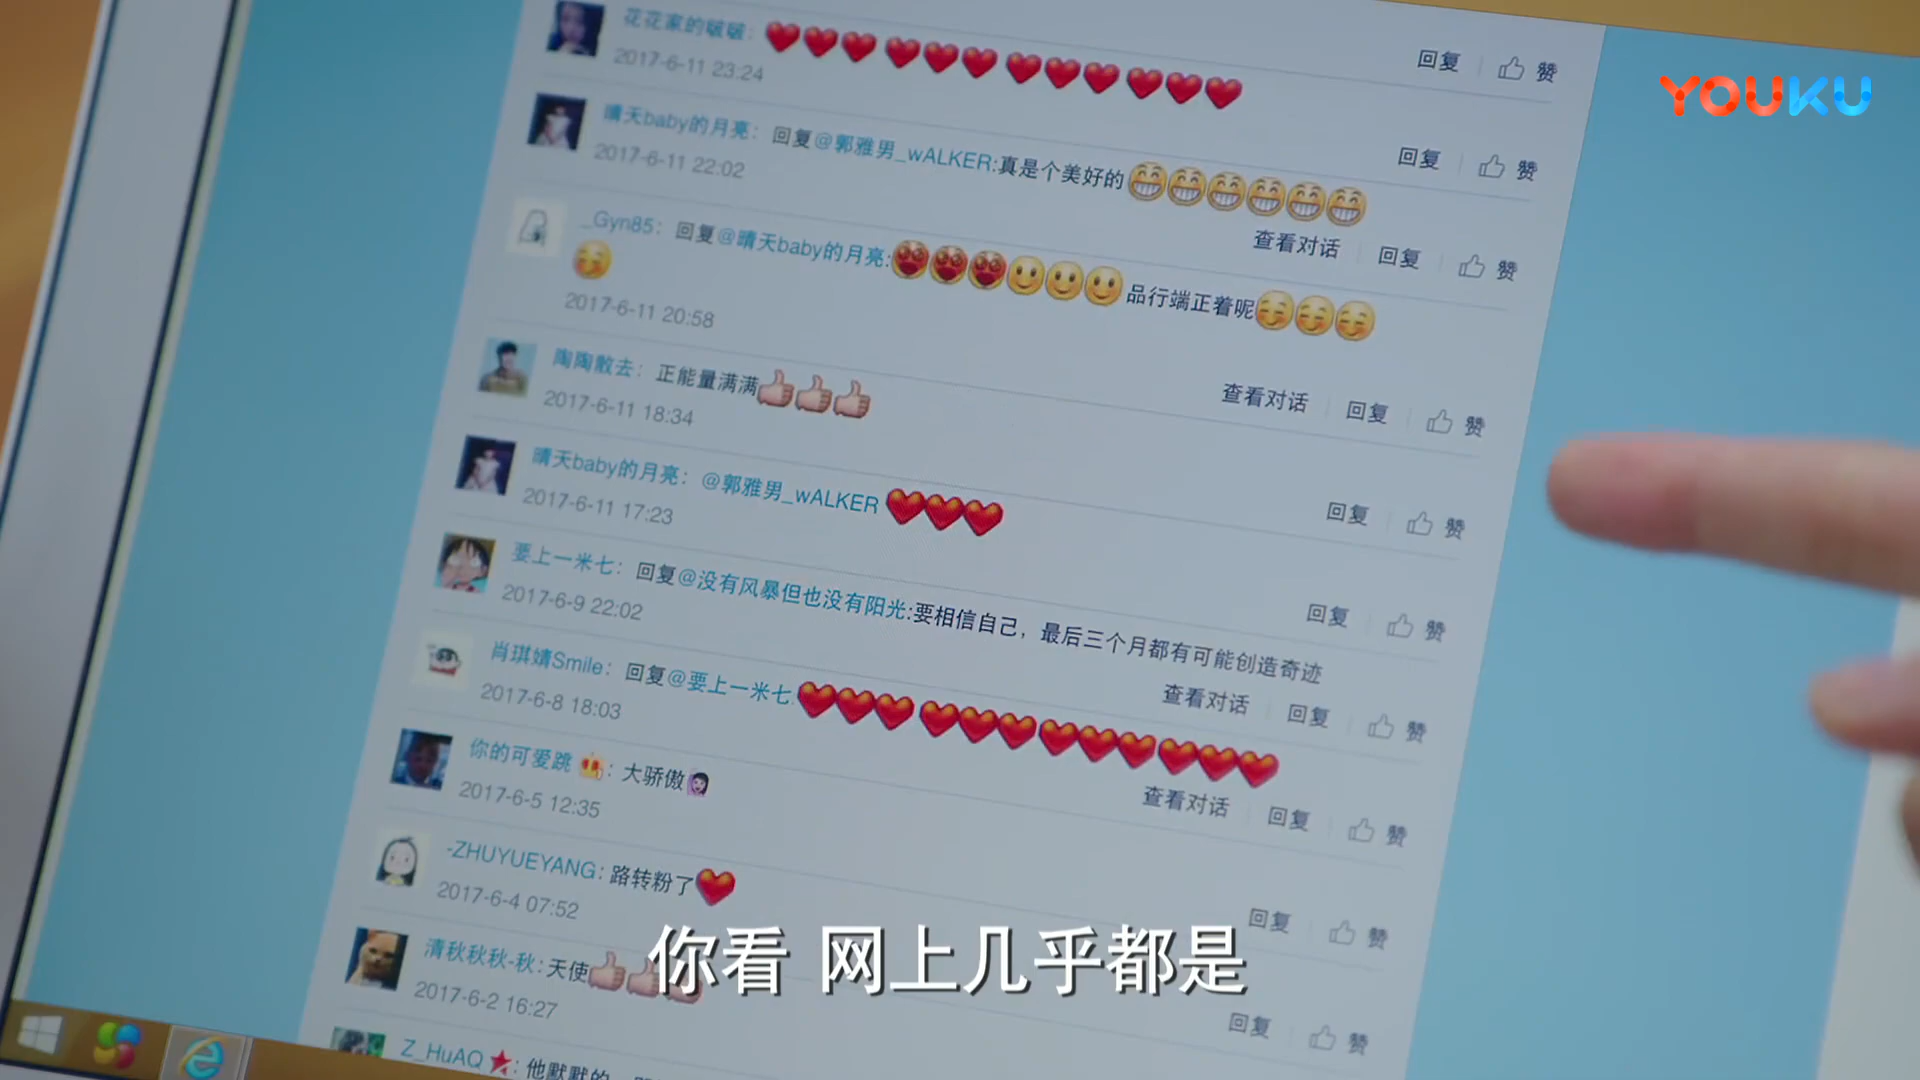 花花家的啵啵：
2017-6-11 23:24
回复 赞
YOUKU
晴天baby的月亮：回复@郭雅男_wALKER:真是个美好的
2017-6-11 22:02
回复 赞
_Gyn85：回复@晴天baby的月亮:品行端正着呢
查看对话 回复 赞
2017-6-11 20:58
陶陶散去：正能量满满
2017-6-11 18:34
查看对话 回复 赞
晴天baby的月亮：@郭雅男_wALKER
2017-6-11 17:23
回复 赞
要上一米七：回复@没有风暴但也没有阳光:要相信自己，最后三个月都有可能创造奇迹
2017-6-9 22:02
回复 赞
肖琪婧Smile：回复@要上一米七:
2017-6-8 18:03
查看对话 回复 赞
你的可爱跳：大骄傲
2017-6-5 12:35
查看对话 回复 赞
-ZHUYUEYANG：路转粉了
2017-6-4 07:52
回复 赞
清秋秋秋-秋：天使
2017-6-2 16:27
回复 赞
Z_HuAQ：他默默的
你看 网上几乎都是